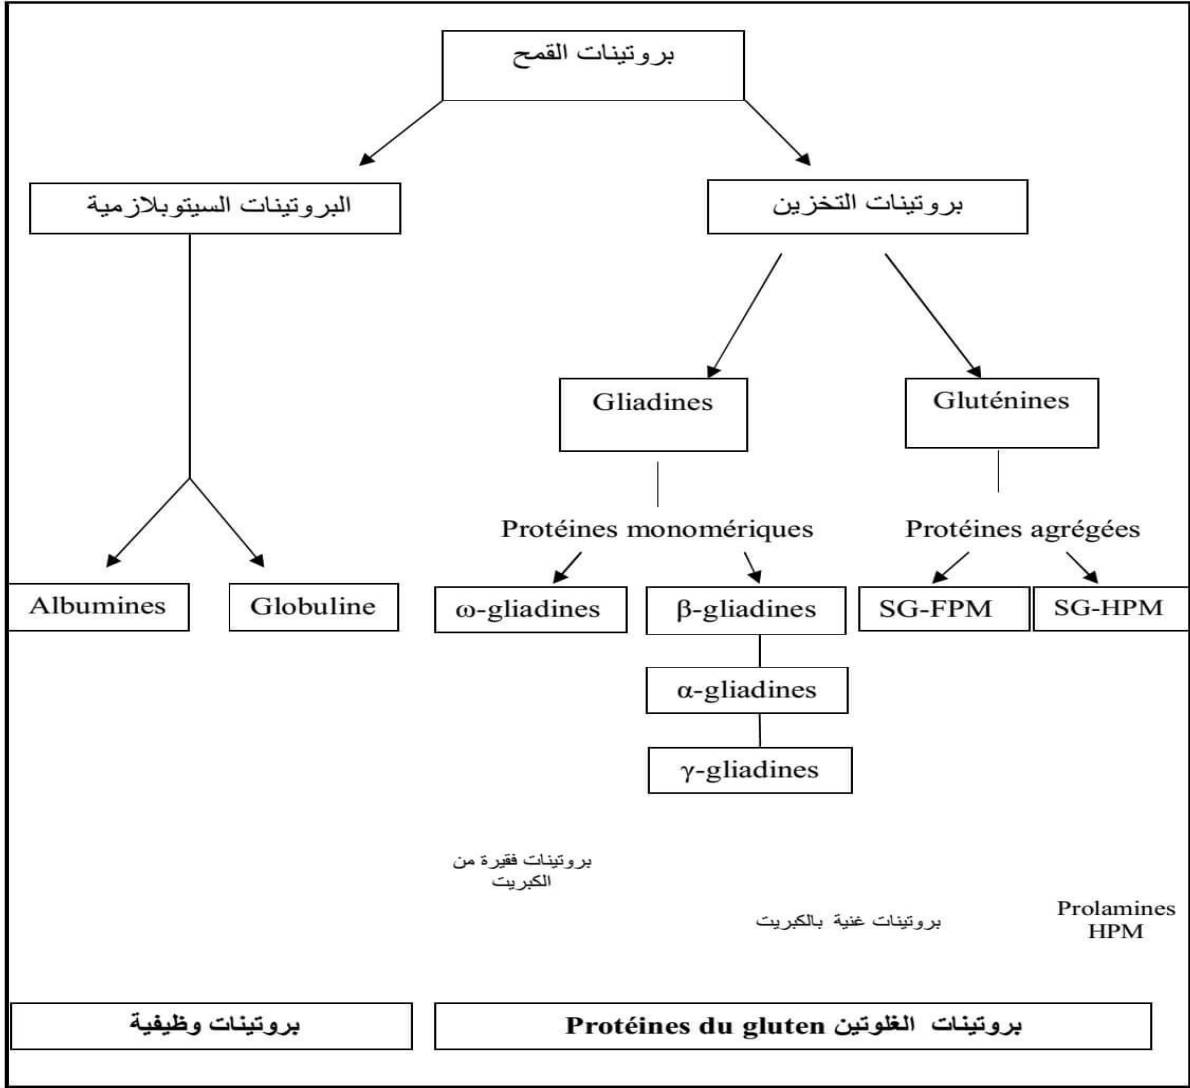 بروتينات القمح
البروتينات السيتوبلازمية
بروتينات التخزين
Gliadines
Gluténines
Protéines monomériques
Protéines agrégées
Albumines
Globuline
ω-gliadines
β-gliadines
SG-FPM
SG-HPM
α-gliadines
γ-gliadines
بروتينات فقيرة من
الكبريت
بروتينات غنية بالكبريت
Prolamines
HPM
بروتينات وظيفية
بروتينات الغلوتين Protéines du gluten